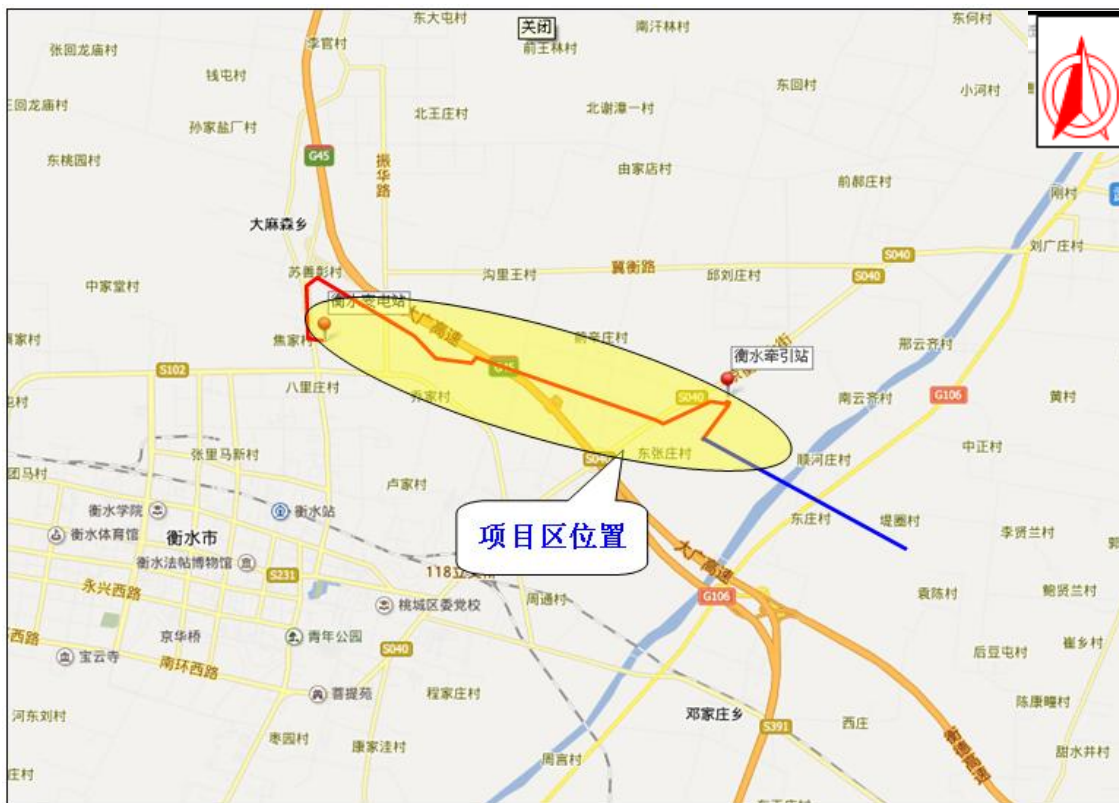 东大屯村
关闭
南汗林村
东何村
李官村
前王林村
张回龙庙村
钱屯村
东回村
小河村
王回龙庙村
孙家盐厂村
北王庄村
北谢漳一村
东桃园村
G45
振华路
由家店村
前郝庄村
刚村
大麻森乡
刘广庄村
S040
苏善彰村
沟里王村
冀衡路
邱刘庄村
S040
中家堂村
衡水变电站
大广高速
前辛庄村
焦家村
邢云齐村
衡水牵引站
S102
G45
八里庄村
乔家村
S040
南云齐村
G106
黄村
中正村
张里马新村
东张庄村
顺河庄村
团马村
卢家村
衡水学院
衡水站
项目区位置
东庄村
堤圈村
李贤兰村
衡水体育馆
衡水市
衡水法帖博物馆
大广高速
S231
永兴西路
桃城区委党校
周通村
G106
袁陈村
鲍贤兰村
京华桥
青年公园
S040
崔乡村
宝云寺
南环西路
后豆屯村
菩提苑
程家庄村
陈康疃村
河东刘村
邓家庄乡
西庄
S391
枣园村
康家洼村
周言村
衡德高速
甜水井村